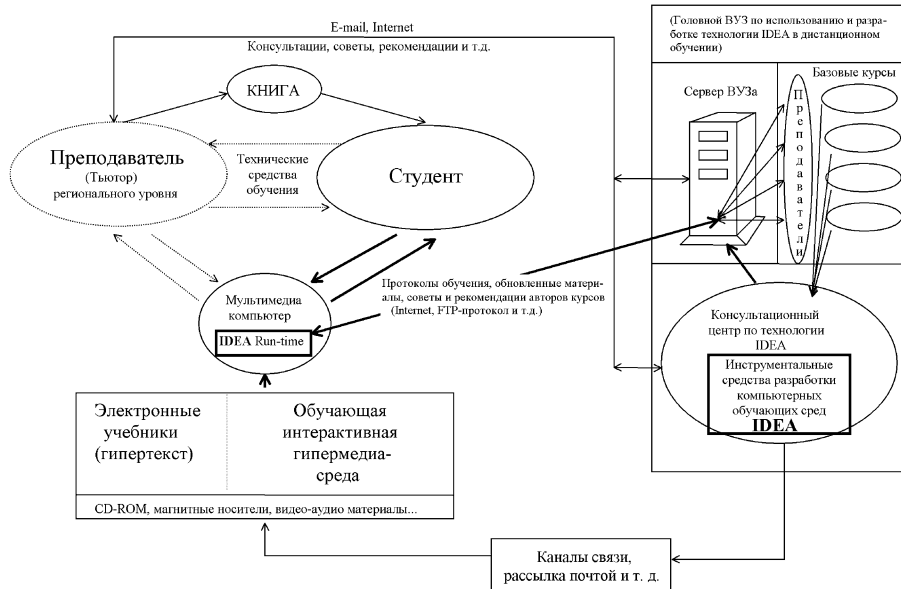 E-mail, Internet
Консультации, советы, рекомендации и т.д.
КНИГА
Преподаватель
(Тьютор)
регионального уровня
Технические
средства
обучения
Студент
Мультимедиа
компьютер
IDEA Run-time
Протоколы обучения, обновленные матери-
алы, советы и рекомендации авторов курсов
(Internet, FTP-протокол и т.д.)
(Головной ВУЗ по использованию и разра-
ботке технологии IDEA в дистанционном
обучении)
Сервер ВУЗа
Преподаватели
Базовые курсы
Консультационный
центр по технологии
IDEA
Инструментальные
средства разработки
компьютерных
обучающих сред
IDEA
Электронные
учебники
(гипертекст)
Обучающая
интерактивная
гипермедиа-
среда
CD-ROM, магнитные носители, видео-аудио материалы...
Каналы связи,
рассылка почтой и т. д.